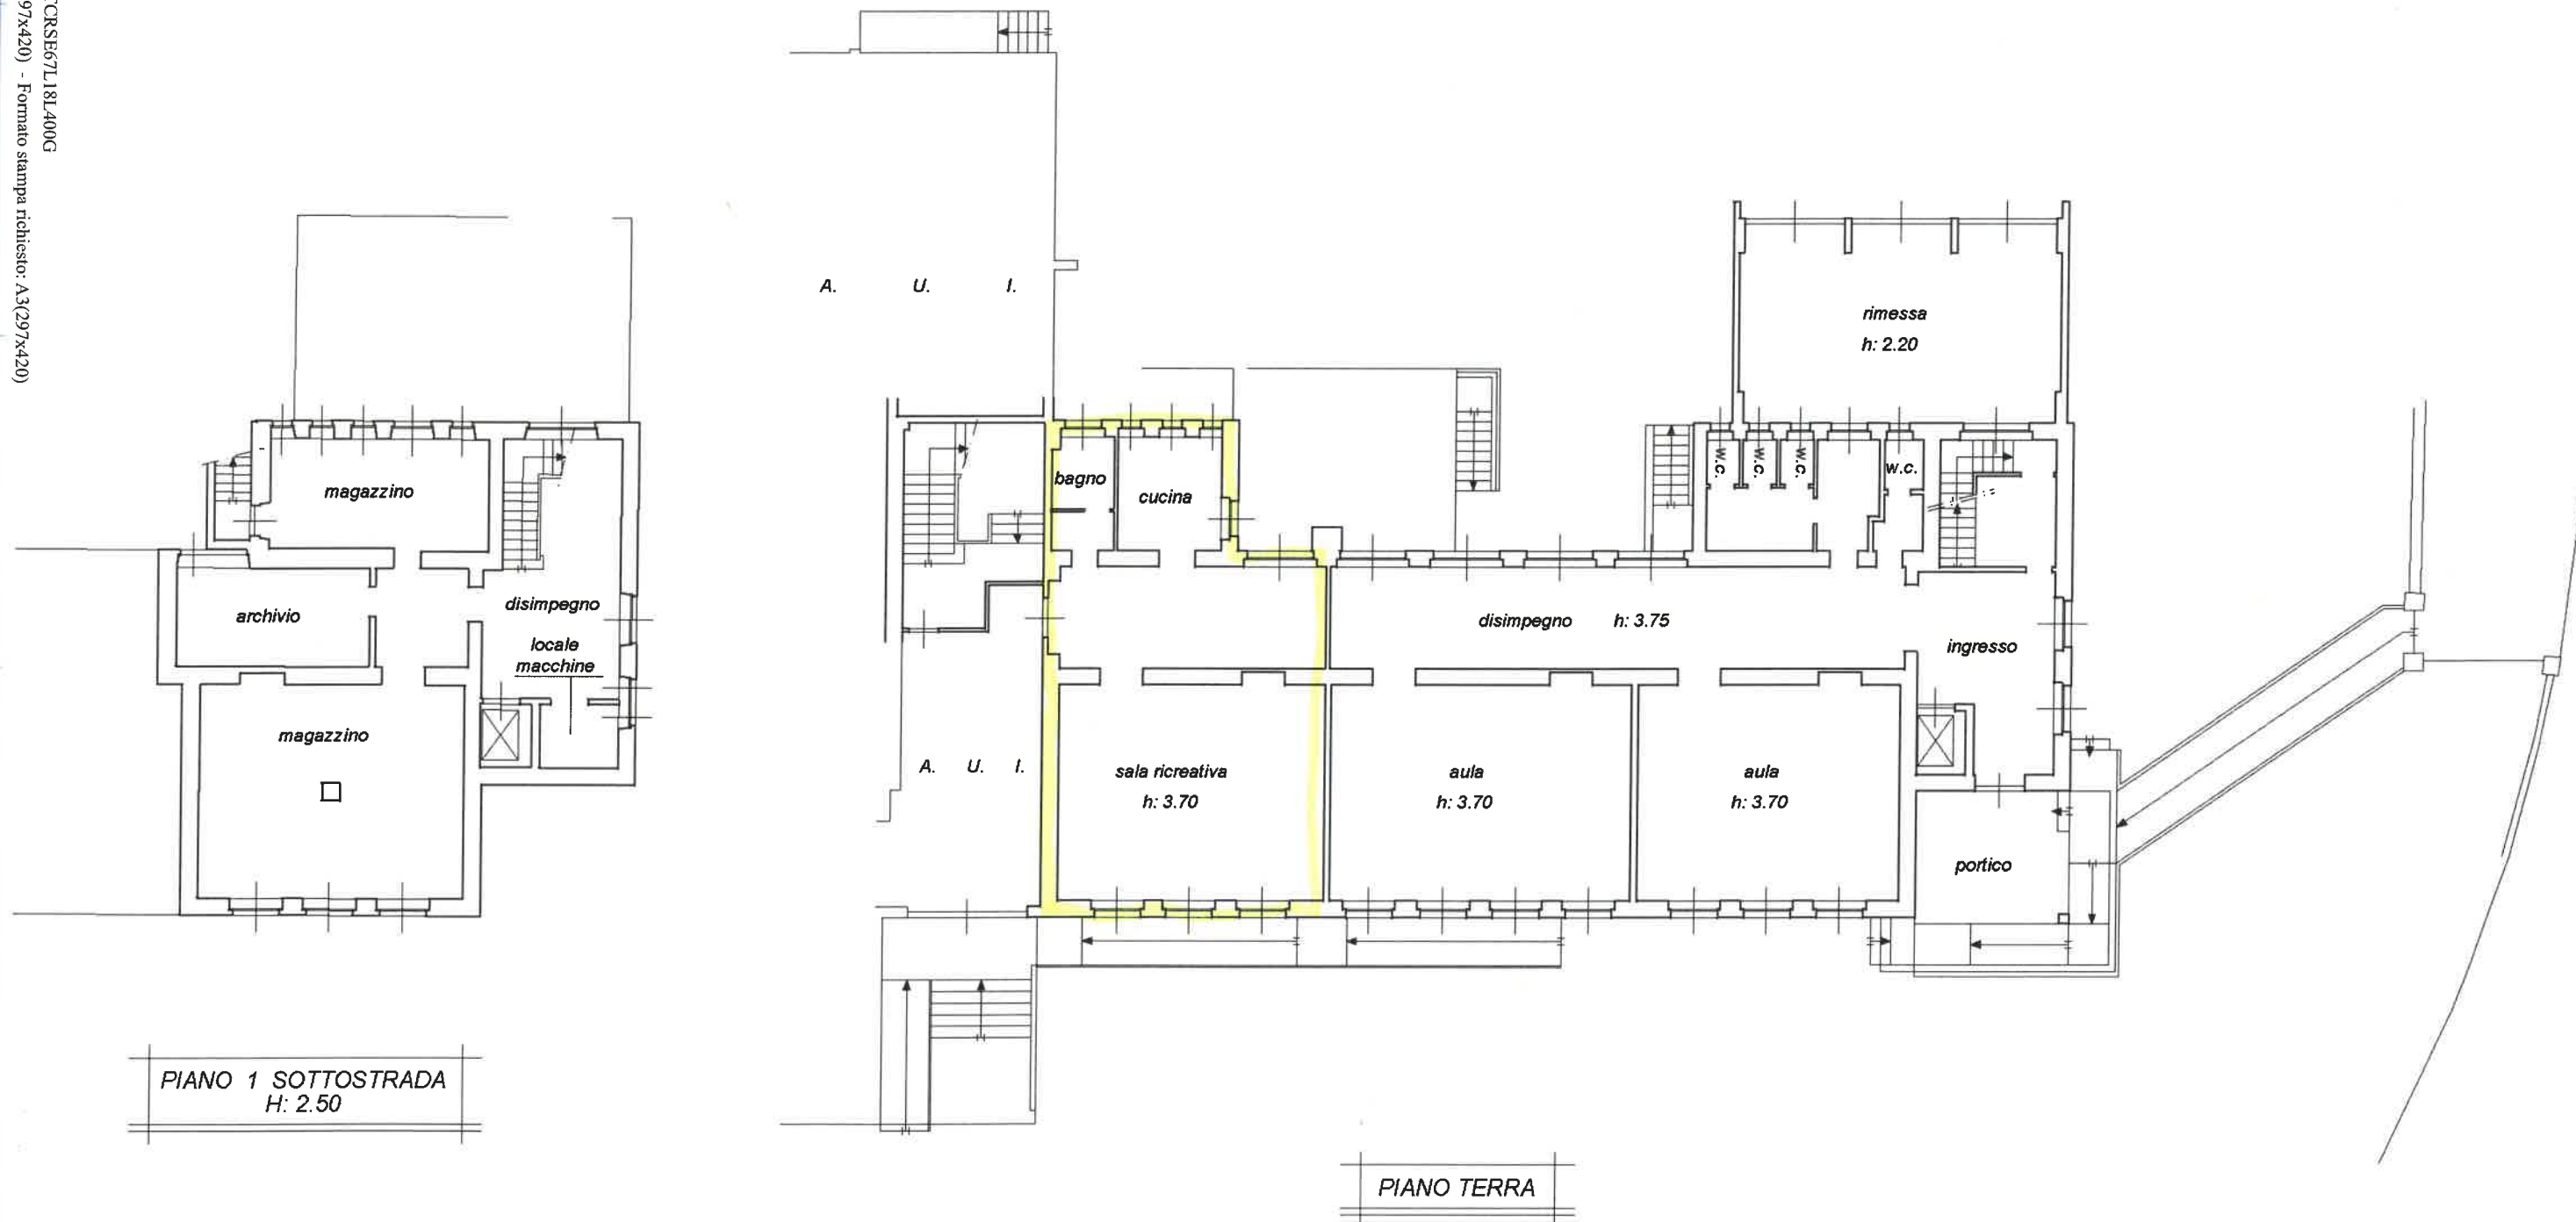 CRSE67L18L400G
97x420) - Formato stampa richiesto: A3(297x420)
magazzino
archivio
disimpegno
locale
macchine
magazzino
PIANO 1 SOTTOSTRADA
H: 2.50
A. U. I.
rimessa
h: 2.20
bagno
cucina
w.c.
w.c.
w.c.
w.c.
disimpegno h: 3.75
ingresso
A. U. I.
sala ricreativa
h: 3.70
aula
h: 3.70
aula
h: 3.70
portico
PIANO TERRA